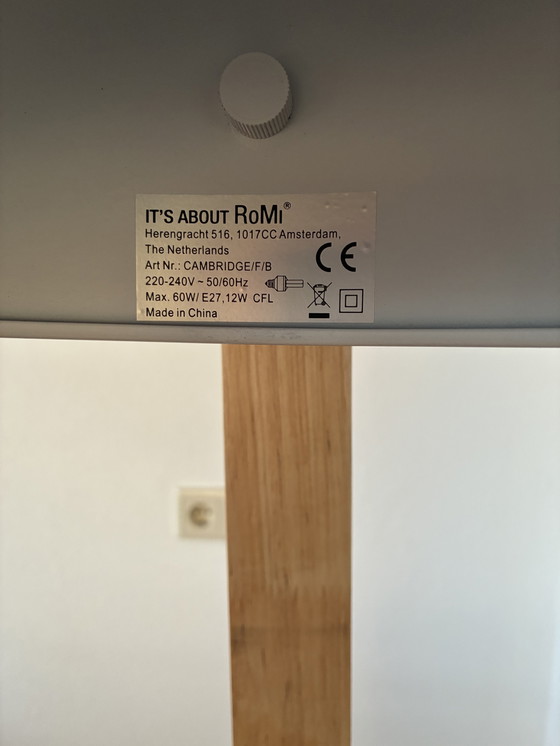 IT'S ABOUT RoMi®
Herengracht 516, 1017CC Amsterdam,
The Netherlands
Art Nr.: CAMBRIDGE/F/B
220-240V ~ 50/60Hz
Max. 60W/ E27,12W CFL
Made in China
CE